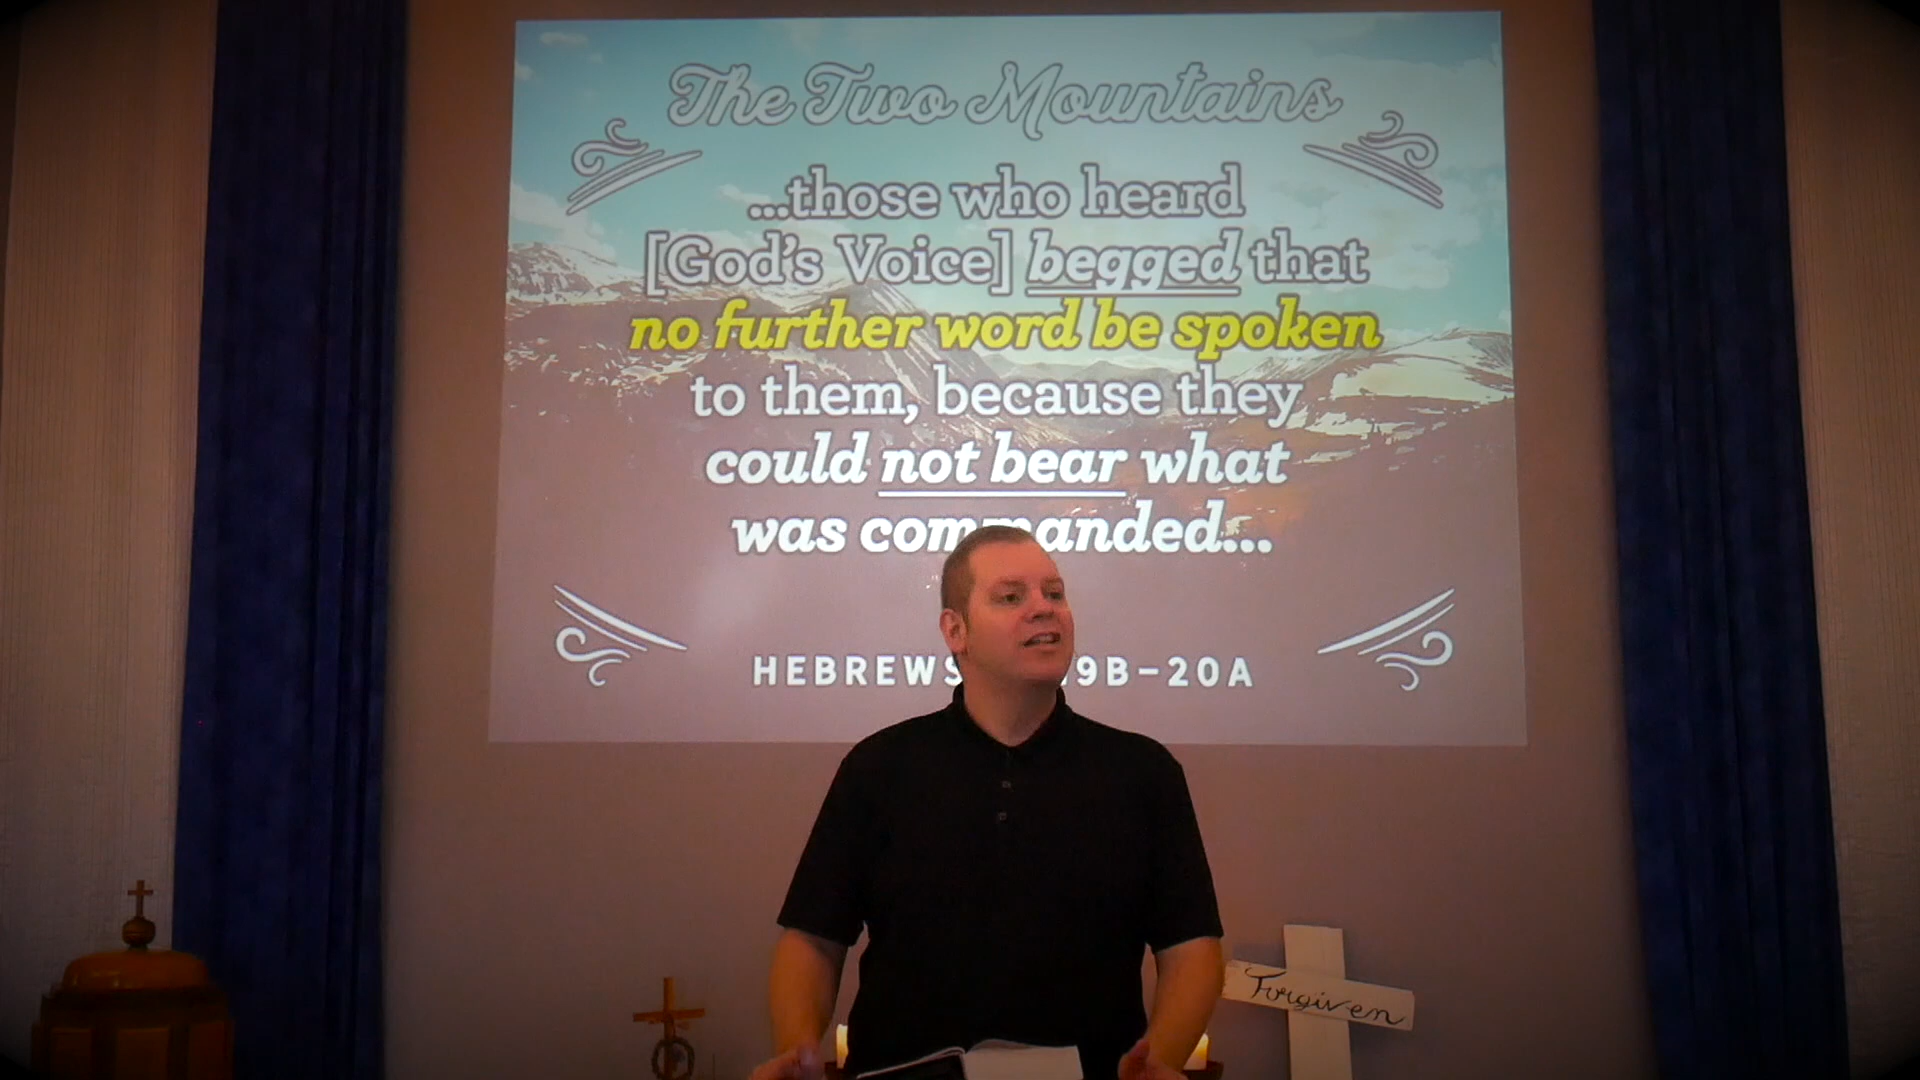 The Two Mountains
...those who heard
[God's Voice] begged that
no further word be spoken
to them, because they
could not bear what
was com anded...
HEBREWS 9B-20A
Forgiven